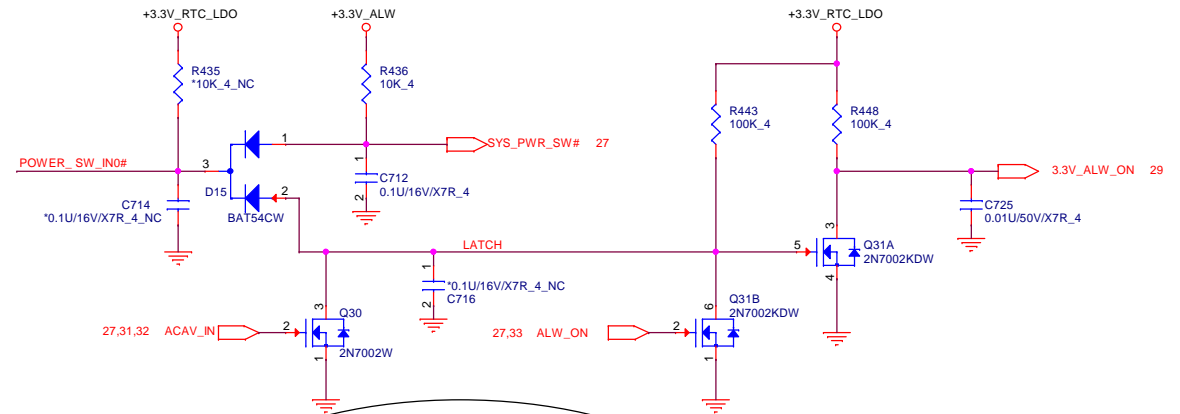 +3.3V_RTC_LDO
+3.3V_ALW
+3.3V_RTC_LDO
R435
*10K_4_NC
R436
10K_4
R443
100K_4
R448
100K_4
POWER_ SW_IN0#
3
1
SYS_PWR_SW# 27
2
D15
BAT54CW
C714
*0.1U/16V/X7R_4_NC
1
2
C712
0.1U/16V/X7R_4
3.3V_ALW_ON 29
C725
0.01U/50V/X7R_4
LATCH
5
3
4
Q31A
2N7002KDW
1
2
*0.1U/16V/X7R_4_NC
C716
27,31,32 ACAV_IN
2
3
1
Q30
2N7002W
27,33 ALW_ON
2
6
1
Q31B
2N7002KDW